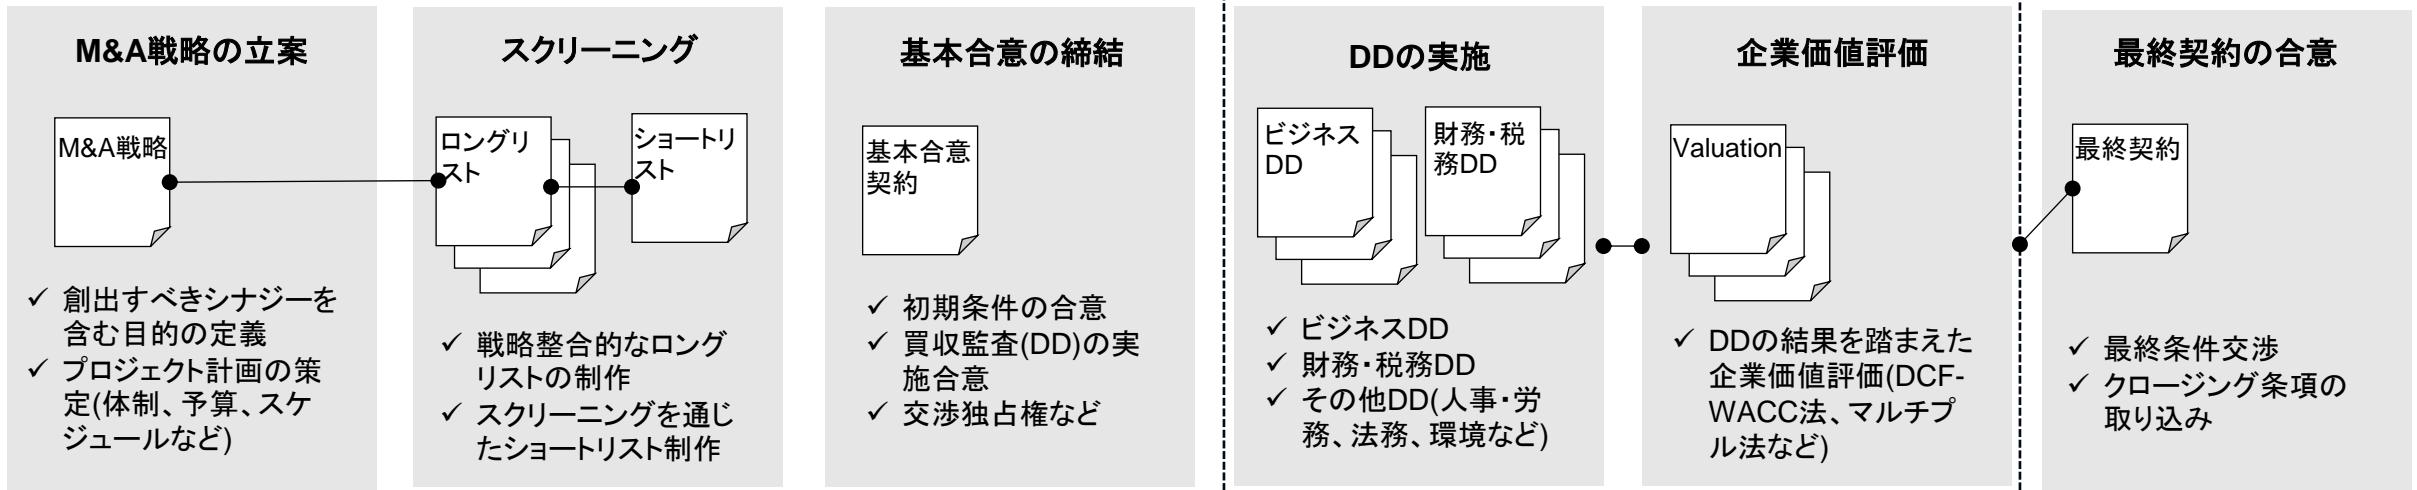 M&A戦略の立案
M&A戦略
✓ 創出すべきシナジーを
含む目的の定義
✓ プロジェクト計画の策
定(体制、予算、スケ
ジュールなど)
スクリーニング
ロングリ
スト
ショートリ
スト
✓ 戦略整合的なロング
リストの制作
✓ スクリーニングを通じ
たショートリスト制作
基本合意の締結
基本合意
契約
✓ 初期条件の合意
✓ 買収監査(DD)の実
施合意
✓ 交渉独占権など
DDの実施
ビジネス
DD
財務・税
務DD
✓ ビジネスDD
✓ 財務・税務DD
✓ その他DD(人事・労
務、法務、環境など)
企業価値評価
Valuation
✓ DDの結果を踏まえた
企業価値評価(DCF-
WACC法、マルチプ
ル法など)
最終契約の合意
最終契約
✓ 最終条件交渉
✓ クロージング条項の
取り込み